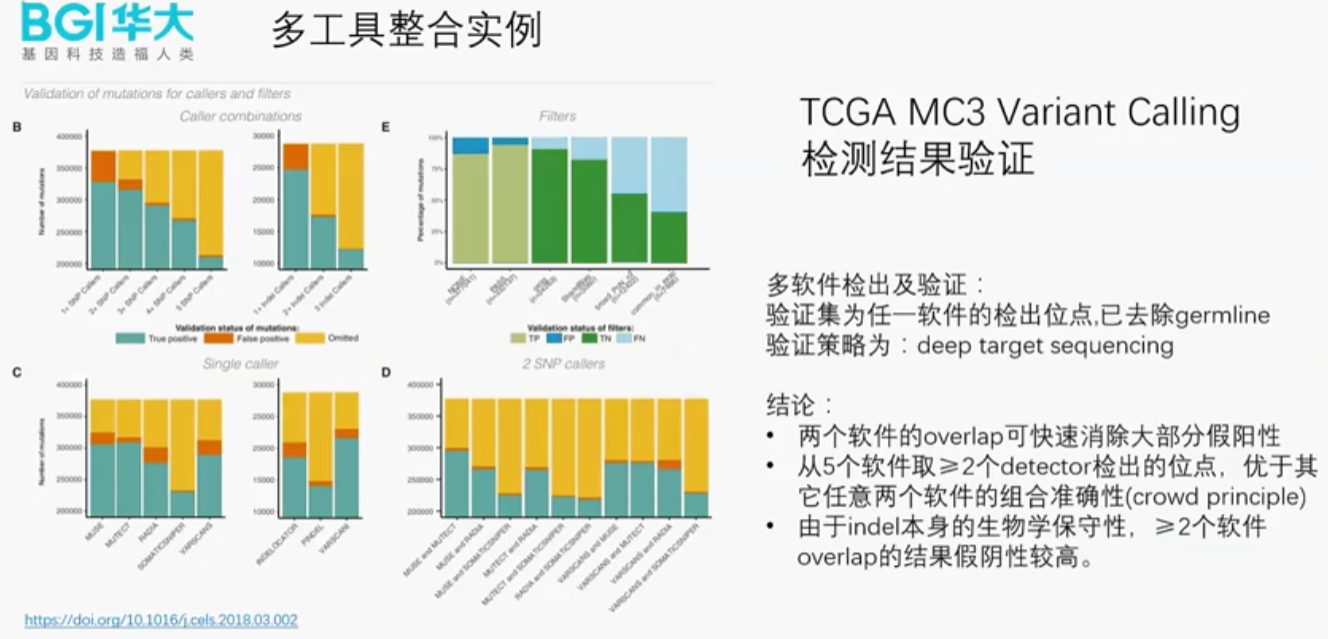 BGI华大
基因科技造福人类
多工具整合实例
Validation of mutations for callers and filters
Caller combinations
Filters
B
400000
350000
300000
250000
200000
Number of mutations
1+ SNP Callers
2+ SNP Callers
3+ SNP Callers
4+ SNP Callers
5 SNP Callers
30000
25000
20000
15000
10000
1+ Indel Callers
2+ Indel Callers
3 Indel Callers
Validation status of mutations:
True positive
False positive
Omitted
E
100%
75%
50%
25%
0%
Percentage of mutations
NONE
PASS
Validation status of filters:
TP
FP
TN
FN
Single caller
2 SNP callers
C
400000
350000
300000
250000
200000
Number of mutations
MUSE
MUTECT
RADIA
SOMATICSNIPER
VARSCANS
30000
25000
20000
15000
10000
INDELOCATOR
PINDEL
VARSCANI
D
400000
350000
300000
250000
200000
MUSE and MUTECT
MUSE and RADIA
MUSE and SOMATICSNIPER
MUTECT and RADIA
MUTECT and SOMATICSNIPER
RADIA and SOMATICSNIPER
VARSCANS and MUSE
VARSCANS and MUTECT
VARSCANS and RADIA
VARSCANS and SOMATICSNIPER
https://doi.org/10.1016/j.cels.2018.03.002
TCGA MC3 Variant Calling
检测结果验证
多软件检出及验证：
验证集为任一软件的检出位点,已去除germline
验证策略为：deep target sequencing
结论：
• 两个软件的overlap可快速消除大部分假阳性
• 从5个软件取≥2个detector检出的位点，优于其
它任意两个软件的组合准确性(crowd principle)
• 由于indel本身的生物学保守性，≥2个软件
overlap的结果假阴性较高。